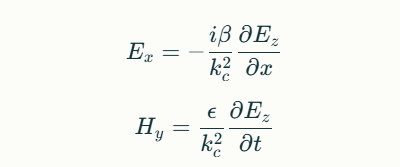 E_x = -\frac{i\beta}{k_c^2} \frac{\partial E_z}{\partial x}
H_y = \frac{\epsilon}{k_c^2} \frac{\partial E_z}{\partial t}